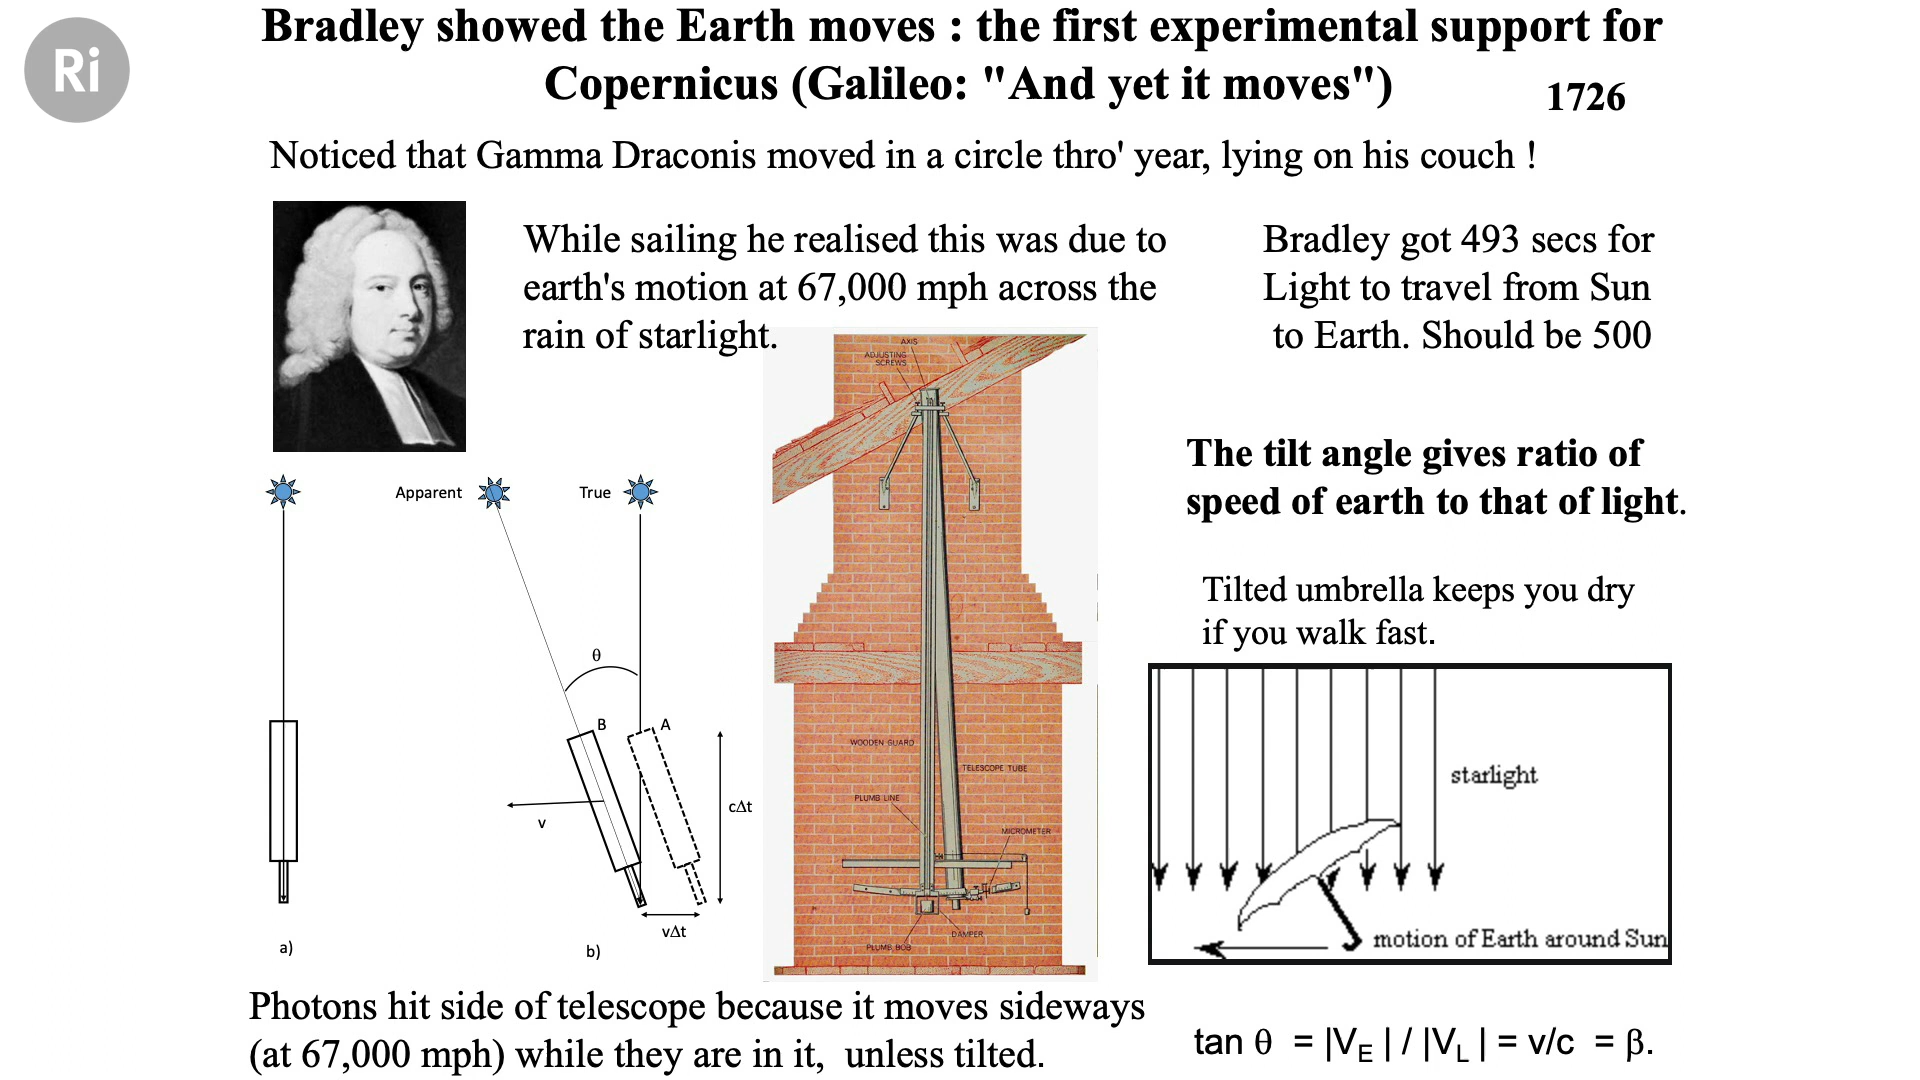 Ri
Bradley showed the Earth moves : the first experimental support for
Copernicus (Galileo: "And yet it moves")
1726
Noticed that Gamma Draconis moved in a circle thro' year, lying on his couch !
While sailing he realised this was due to
earth's motion at 67,000 mph across the
rain of starlight.
Bradley got 493 secs for
Light to travel from Sun
to Earth. Should be 500
The tilt angle gives ratio of
speed of earth to that of light.
Tilted umbrella keeps you dry
if you walk fast.
Apparent
True
θ
B
A
v
cΔt
vΔt
a)
b)
AXIS
ADJUSTING
SCREWS
WOODEN GUARD
TELESCOPE TUBE
PLUMB LINE
MICROMETER
DAMPER
PLUMB BOB
starlight
motion of Earth around Sun
Photons hit side of telescope because it moves sideways
(at 67,000 mph) while they are in it,  unless tilted.
tan θ = |V_E | / |V_L | = v/c = β.